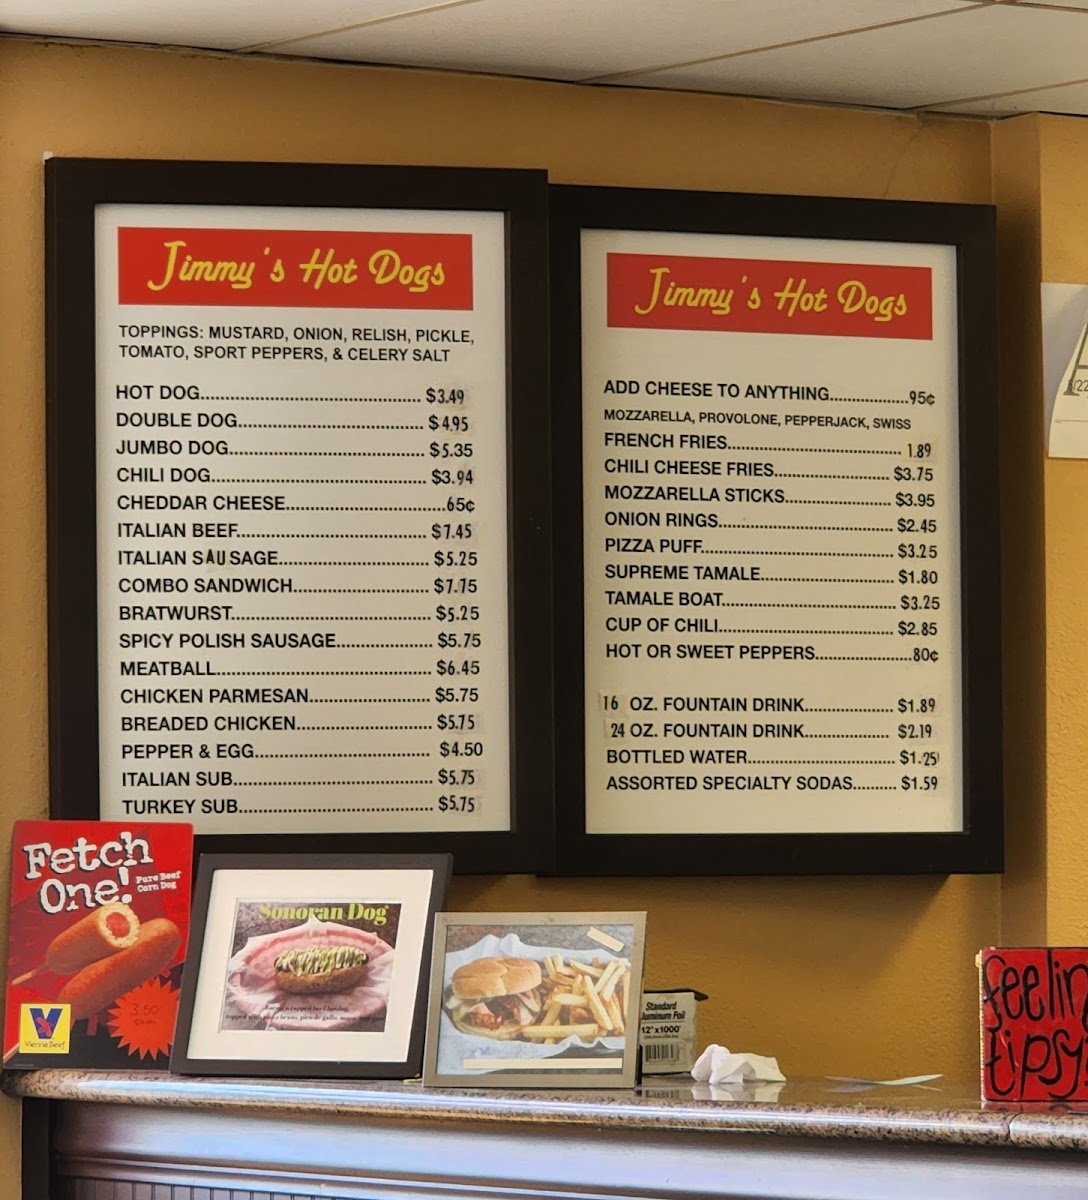 Jimmy's Hot Dogs
TOPPINGS: MUSTARD, ONION, RELISH, PICKLE,
TOMATO, SPORT PEPPERS, & CELERY SALT
HOT DOG........................................ $3.49
DOUBLE DOG.................................. $4.95
JUMBO DOG.................................... $5.35
CHILI DOG....................................... $3.94
CHEDDAR CHEESE.............................65¢
ITALIAN BEEF................................... $7.45
ITALIAN SAUSAGE........................... $5.25
COMBO SANDWICH......................... $7.75
BRATWURST.................................... $5.25
SPICY POLISH SAUSAGE................. $5.75
MEATBALL....................................... $6.45
CHICKEN PARMESAN...................... $5.75
BREADED CHICKEN........................ $5.75
PEPPER & EGG................................ $4.50
ITALIAN SUB.................................... $5.75
TURKEY SUB................................... $5.75
Jimmy's Hot Dogs
ADD CHEESE TO ANYTHING...............95¢
MOZZARELLA, PROVOLONE, PEPPERJACK, SWISS
FRENCH FRIES................................. 1.89
CHILI CHEESE FRIES...................... $3.75
MOZZARELLA STICKS.................... $3.95
ONION RINGS................................. $2.45
PIZZA PUFF..................................... $3.25
SUPREME TAMALE......................... $1.80
TAMALE BOAT................................. $3.25
CUP OF CHILI.................................. $2.85
HOT OR SWEET PEPPERS..................80¢
16 OZ. FOUNTAIN DRINK................. $1.89
24 OZ. FOUNTAIN DRINK................. $2.19
BOTTLED WATER............................ $1.25
ASSORTED SPECIALTY SODAS......... $1.59
Fetch
One!
Pure Beef
Corn Dog
3.50
each
V
Vienna Beef
Sonoran Dog
Standard
12"x1000'
feelin
tipsy